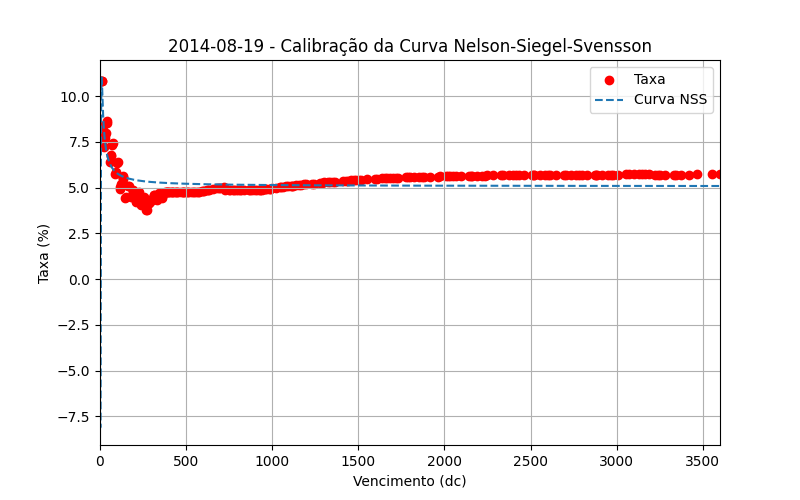 2014-08-19 - Calibração da Curva Nelson-Siegel-Svensson
Taxa
Curva NSS
Taxa (%)
10.0
7.5
5.0
2.5
0.0
−2.5
−5.0
−7.5
0 500 1000 1500 2000 2500 3000 3500
Vencimento (dc)